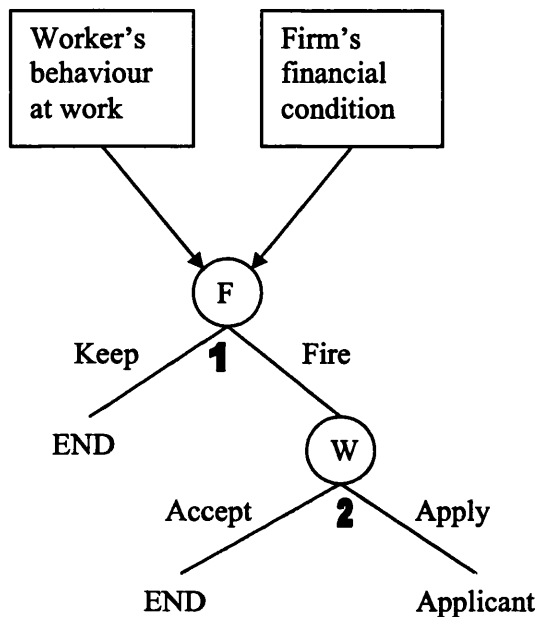 Worker's
behaviour
at work
Firm's
financial
condition
F
Keep
1
Fire
END
W
Accept
2
Apply
END
Applicant